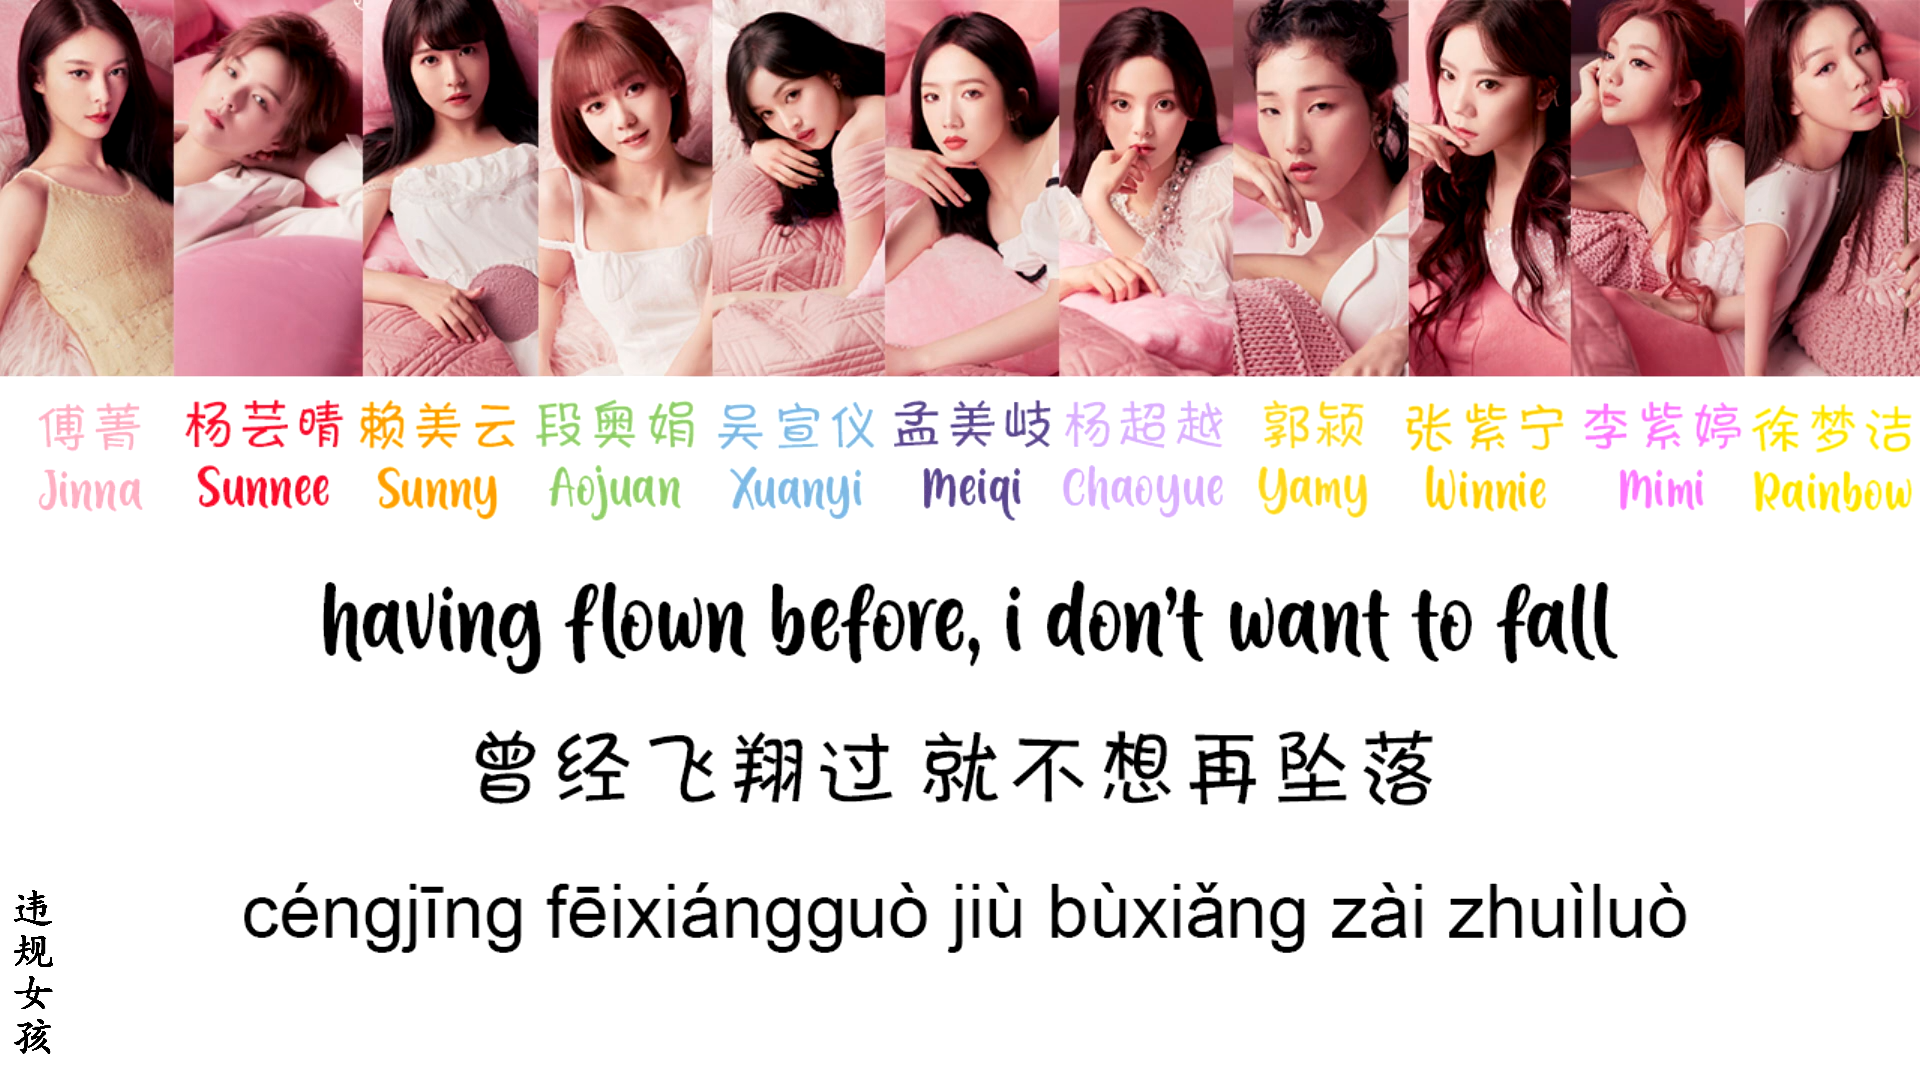 傅菁 杨芸晴 赖美云 段奥娟 吴宣仪 孟美岐 杨超越 郭颍 张紫宁 李紫婷 徐梦洁
Jinna Sunnee Sunny Aojuan Xuanyi Meiqi Chaoyue Yamy Winnie Mimi Rainbow
having flown before, i don't want to fall
曾经飞翔过 就不想再坠落
céngjīng fēixiángguò jiù bùxiǎng zài zhuìluò
违规女孩